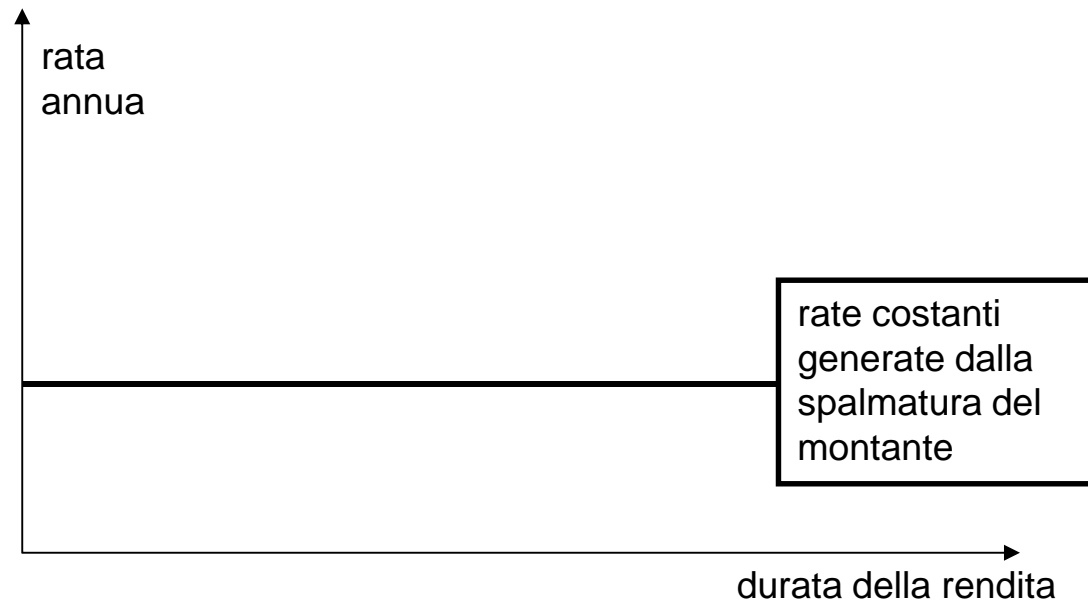 rata
annua
rate costanti
generate dalla
spalmatura del
montante
durata della rendita